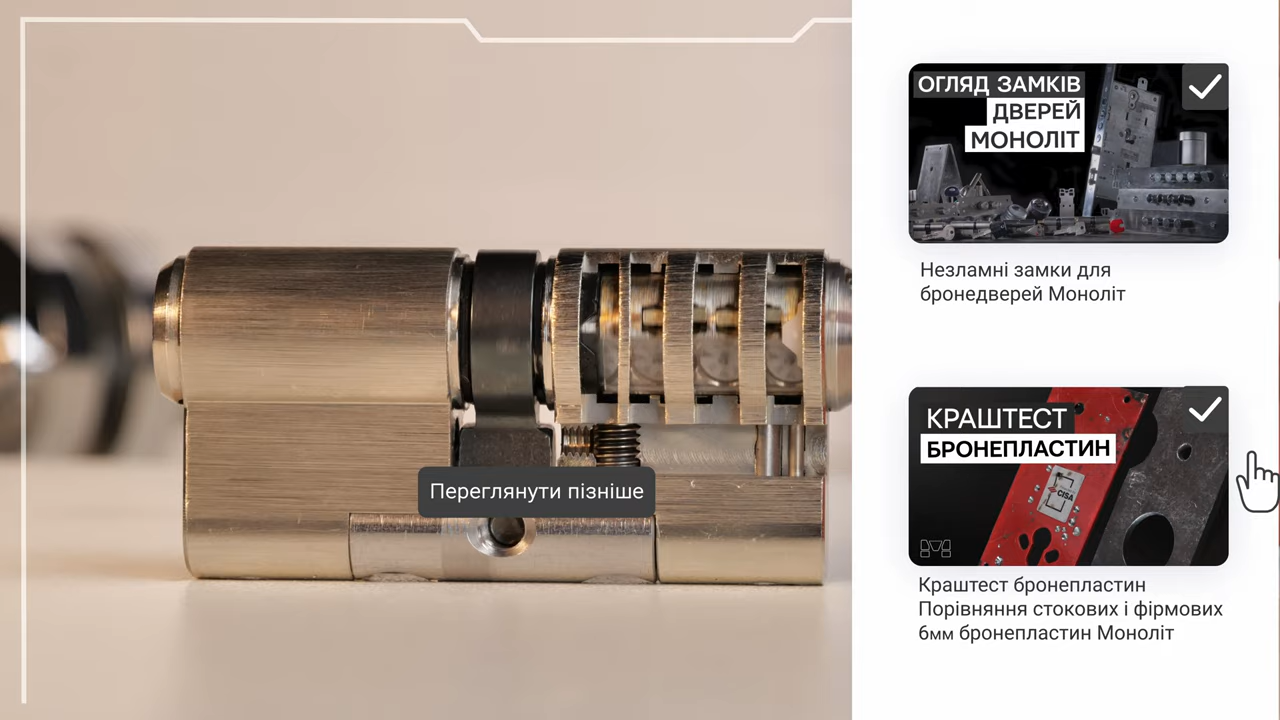 Переглянути пізніше
ОГЛЯД ЗАМКІВ
ДВЕРЕЙ
МОНОЛІТ
Незламні замки для
бронедверей Моноліт
КРАШТЕСТ
БРОНЕПЛАСТИН
CISA
Краштест бронепластин
Порівняння стокових і фірмових
6мм бронепластин Моноліт